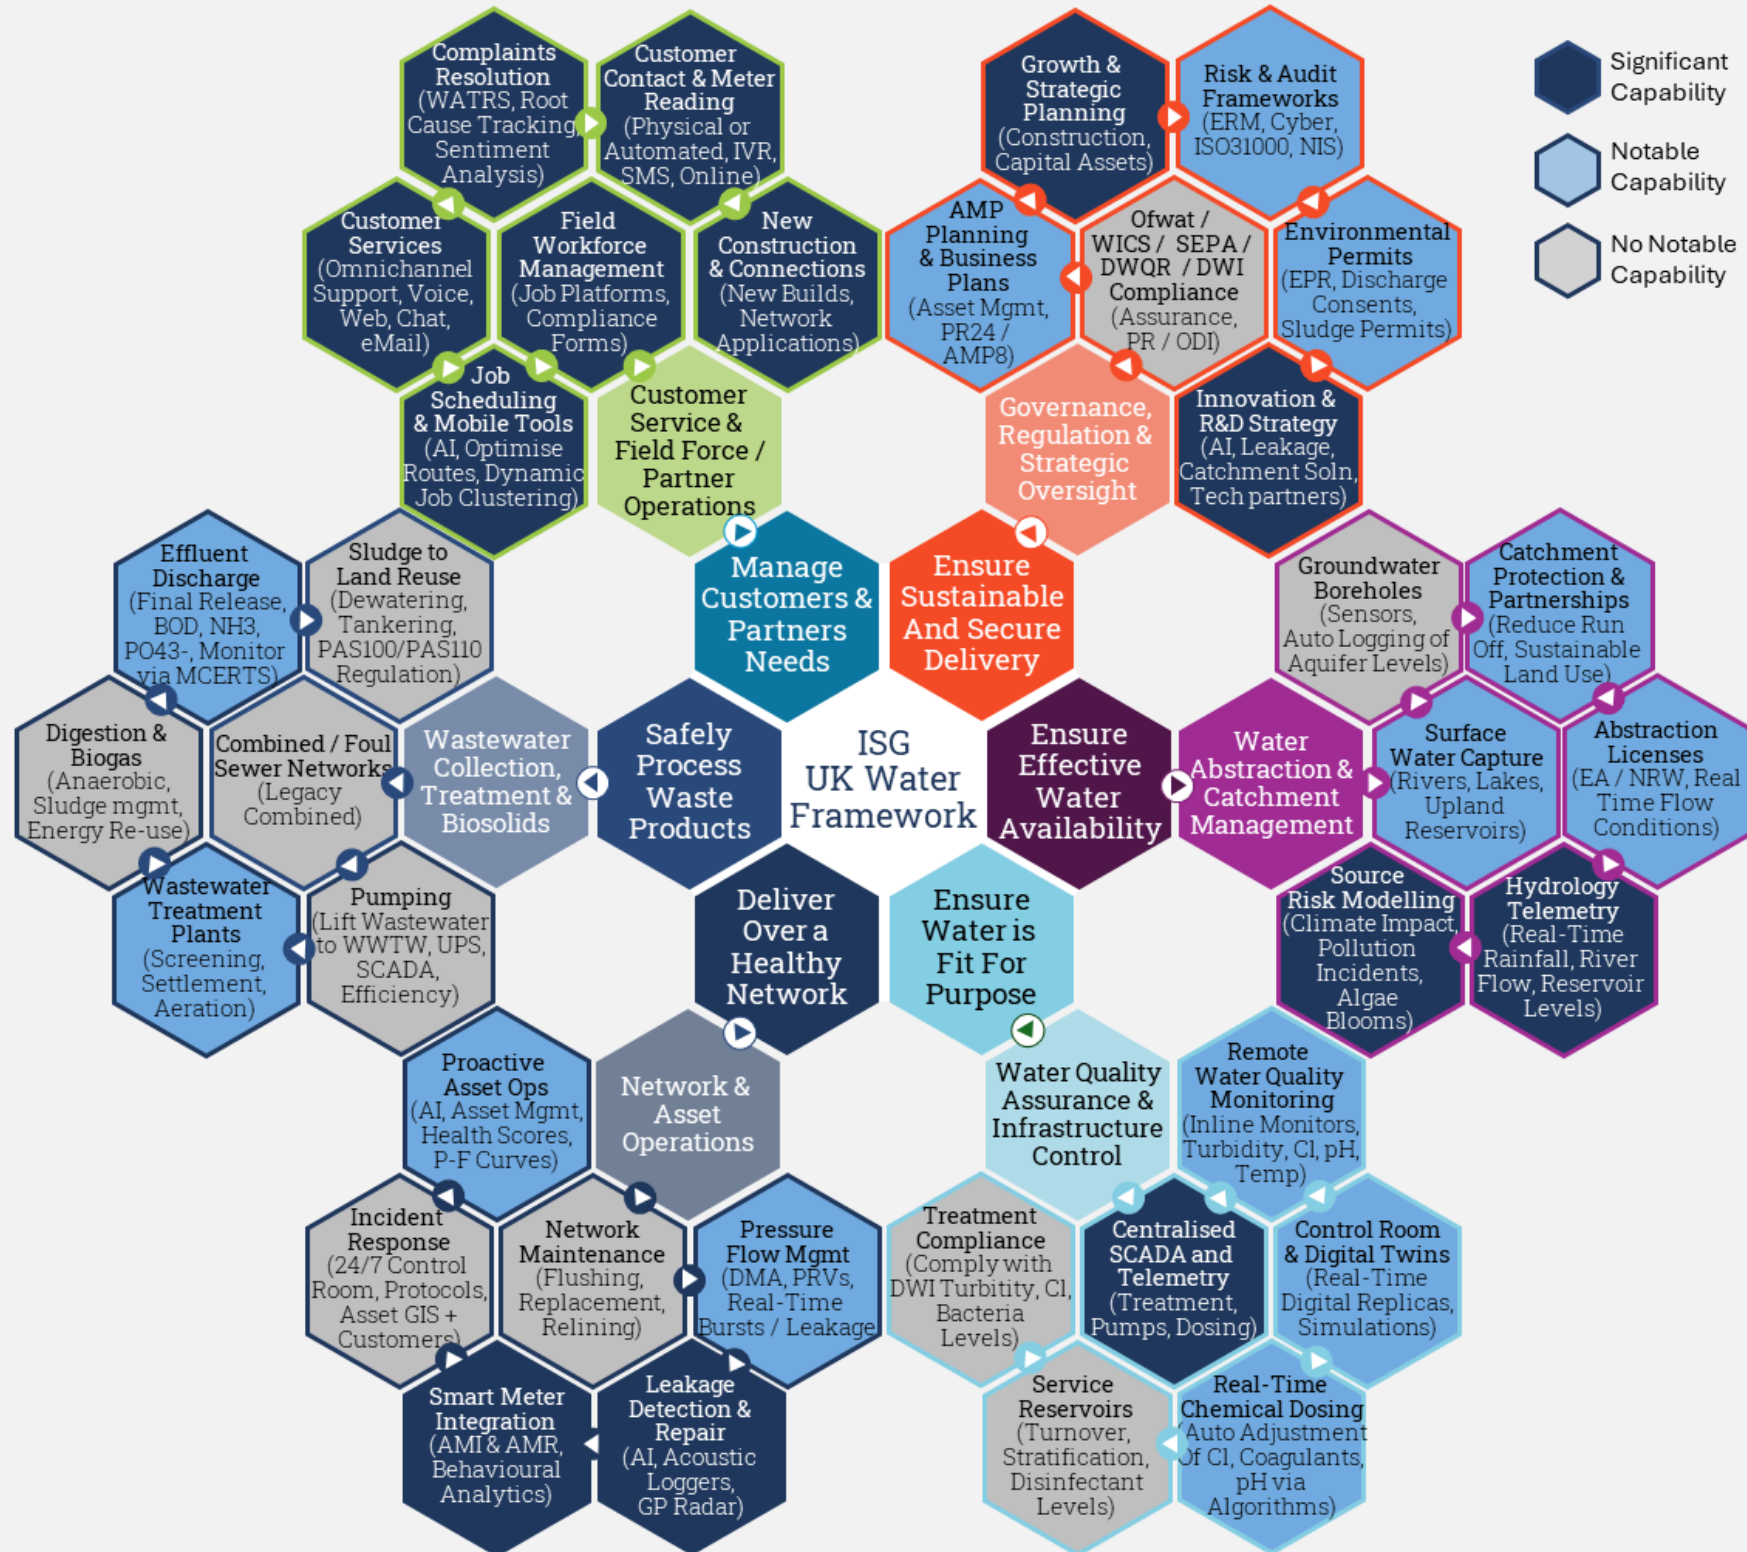 Complaints
Resolution
(WATRS, Root
Cause Tracking,
Sentiment
Analysis)
Customer
Contact & Meter
Reading
(Physical or
Automated, IVR,
SMS, Online)
Customer
Services
(Omnichannel
Support, Voice,
Web, Chat,
eMail)
Field
Workforce
Management
(Job Platforms,
Compliance
Forms)
New
Construction
& Connections
(New Builds,
Network
Applications)
Job
Scheduling
& Mobile Tools
(AI, Optimise
Routes, Dynamic
Job Clustering)
Customer
Service &
Field Force /
Partner
Operations
Growth &
Strategic
Planning
(Construction,
Capital Assets)
Risk & Audit
Frameworks
(ERM, Cyber,
ISO31000, NIS)
AMP
Planning
& Business
Plans
(Asset Mgmt,
PR24 /
AMP8)
Ofwat /
WICS / SEPA /
DWQR / DWI
Compliance
(Assurance,
PR / ODI)
Environmental
Permits
(EPR, Discharge
Consents,
Sludge Permits)
Governance,
Regulation &
Strategic
Oversight
Innovation &
R&D Strategy
(AI, Leakage,
Catchment Soln,
Tech partners)
Significant
Capability
Notable
Capability
No Notable
Capability
Effluent
Discharge
(Final Release,
BOD, NH3,
PO43-, Monitor
via MCERTS)
Sludge to
Land Reuse
(Dewatering,
Tankering,
PAS100/PAS110
Regulation)
Digestion &
Biogas
(Anaerobic,
Sludge mgmt,
Energy Re-use)
Combined / Foul
Sewer Networks
(Legacy
Combined)
Wastewater
Collection,
Treatment &
Biosolids
Wastewater
Treatment
Plants
(Screening,
Settlement,
Aeration)
Pumping
(Lift Wastewater
to WWTW, UPS,
SCADA,
Efficiency)
Manage
Customers &
Partners
Needs
Ensure
Sustainable
And Secure
Delivery
Safely
Process
Waste
Products
ISG
UK Water
Framework
Ensure
Effective
Water
Availability
Deliver
Over a
Healthy
Network
Ensure
Water is
Fit For
Purpose
Water
Abstraction &
Catchment
Management
Groundwater
Boreholes
(Sensors,
Auto Logging of
Aquifer Levels)
Catchment
Protection &
Partnerships
(Reduce Run
Off, Sustainable
Land Use)
Surface
Water Capture
(Rivers, Lakes,
Upland
Reservoirs)
Abstraction
Licenses
(EA / NRW, Real
Time Flow
Conditions)
Source
Risk Modelling
(Climate Impact,
Pollution
Incidents,
Algae
Blooms)
Hydrology
Telemetry
(Real-Time
Rainfall, River
Flow, Reservoir
Levels)
Proactive
Asset Ops
(AI, Asset Mgmt,
Health Scores,
P-F Curves)
Network &
Asset
Operations
Incident
Response
(24/7 Control
Room, Protocols,
Asset GIS +
Customers)
Network
Maintenance
(Flushing,
Replacement,
Relining)
Pressure
Flow Mgmt
(DMA, PRVs,
Real-Time
Bursts / Leakage
Smart Meter
Integration
(AMI & AMR,
Behavioural
Analytics)
Leakage
Detection &
Repair
(AI, Acoustic
Loggers,
GP Radar)
Water Quality
Assurance &
Infrastructure
Control
Remote
Water Quality
Monitoring
(Inline Monitors,
Turbidity, Cl, pH,
Temp)
Treatment
Compliance
(Comply with
DWI Turbitity, Cl,
Bacteria
Levels)
Centralised
SCADA and
Telemetry
(Treatment,
Pumps, Dosing)
Control Room
& Digital Twins
(Real-Time
Digital Replicas,
Simulations)
Service
Reservoirs
(Turnover,
Stratification,
Disinfectant
Levels)
Real-Time
Chemical Dosing
(Auto Adjustment
Of Cl, Coagulants,
pH via
Algorithms)